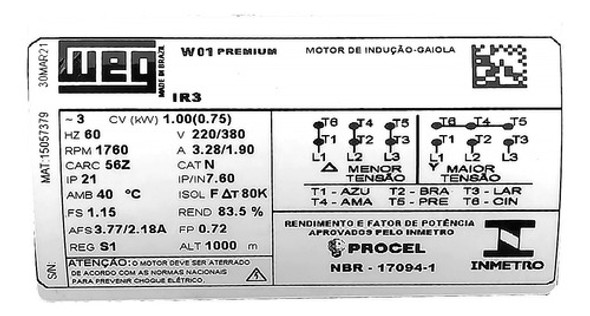 30MAR21
MAT:15057379
S/N:
WEG
MADE IN BRAZIL
W01 PREMIUM
MOTOR DE INDUÇÃO-GAIOLA
IR3
~ 3 CV (kW) 1.00(0.75)
HZ 60 V 220/380
RPM 1760 A 3.28/1.90
CARC 56Z CAT N
IP 21 IP/IN 7.60
AMB 40 °C ISOL F ΔT 80K
FS 1.15 REND 83.5 %
AFS 3.77/2.18A FP 0.72
REG S1 ALT 1000 m
ATENÇÃO: O MOTOR DEVE SER ATERRADO
DE ACORDO COM AS NORMAS NACIONAIS
PARA PREVENIR CHOQUE ELÉTRICO.
T6 T4 T5 T6 T4 T5
T1 T2 T3 T1 T2 T3
L1 L2 L3 L1 L2 L3
Δ MENOR TENSÃO
Y MAIOR TENSÃO
T1 - AZU T2 - BRA T3 - LAR
T4 - AMA T5 - PRE T6 - CIN
RENDIMENTO E FATOR DE POTÊNCIA
APROVADOS PELO INMETRO
PROCEL
NBR - 17094-1
INMETRO